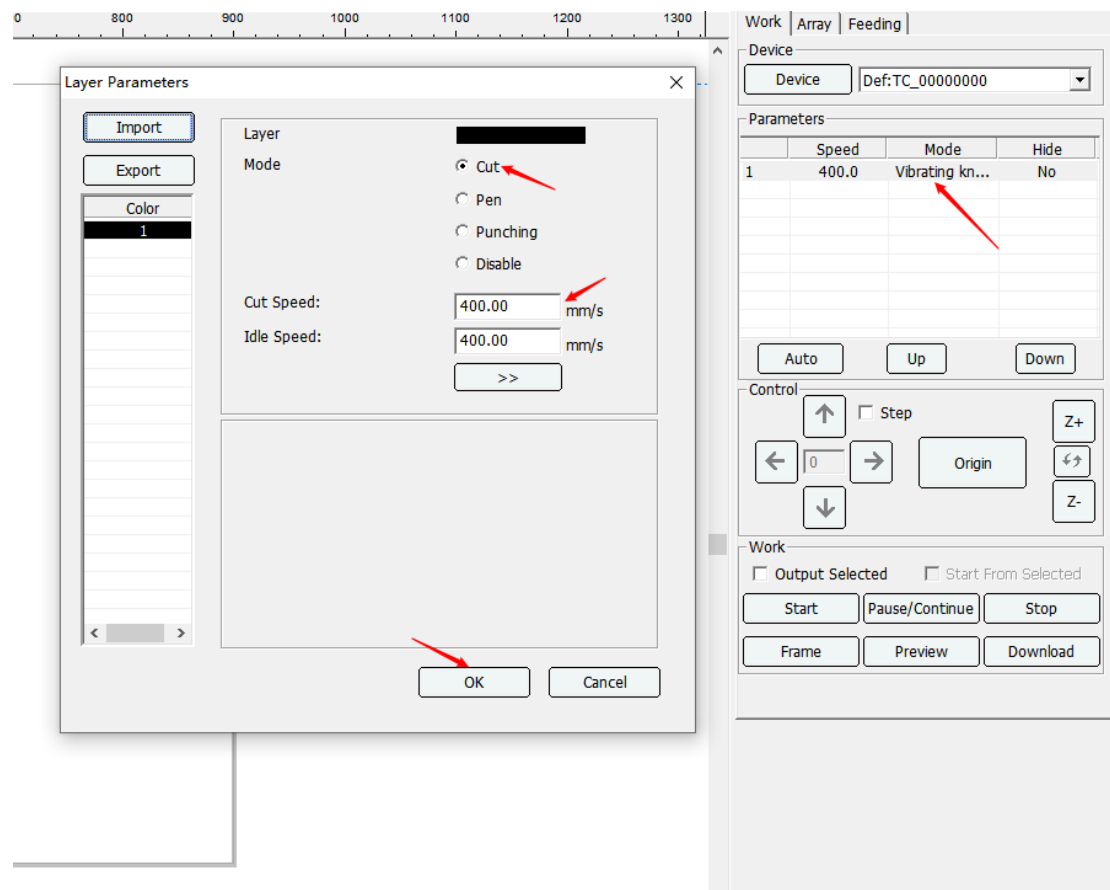 0 800 900 1000 1100 1200 1300
Layer Parameters
Import
Export
Color
1
Layer
Mode
Cut
Pen
Punching
Disable
Cut Speed: 400.00 mm/s
Idle Speed: 400.00 mm/s
>>
OK Cancel
Work Array Feeding
Device
Device Def:TC_00000000
Parameters
Speed Mode Hide
1 400.0 Vibrating kn... No
Auto Up Down
Control
Step
Z+
0 Origin
Z-
Work
Output Selected Start From Selected
Start Pause/Continue Stop
Frame Preview Download